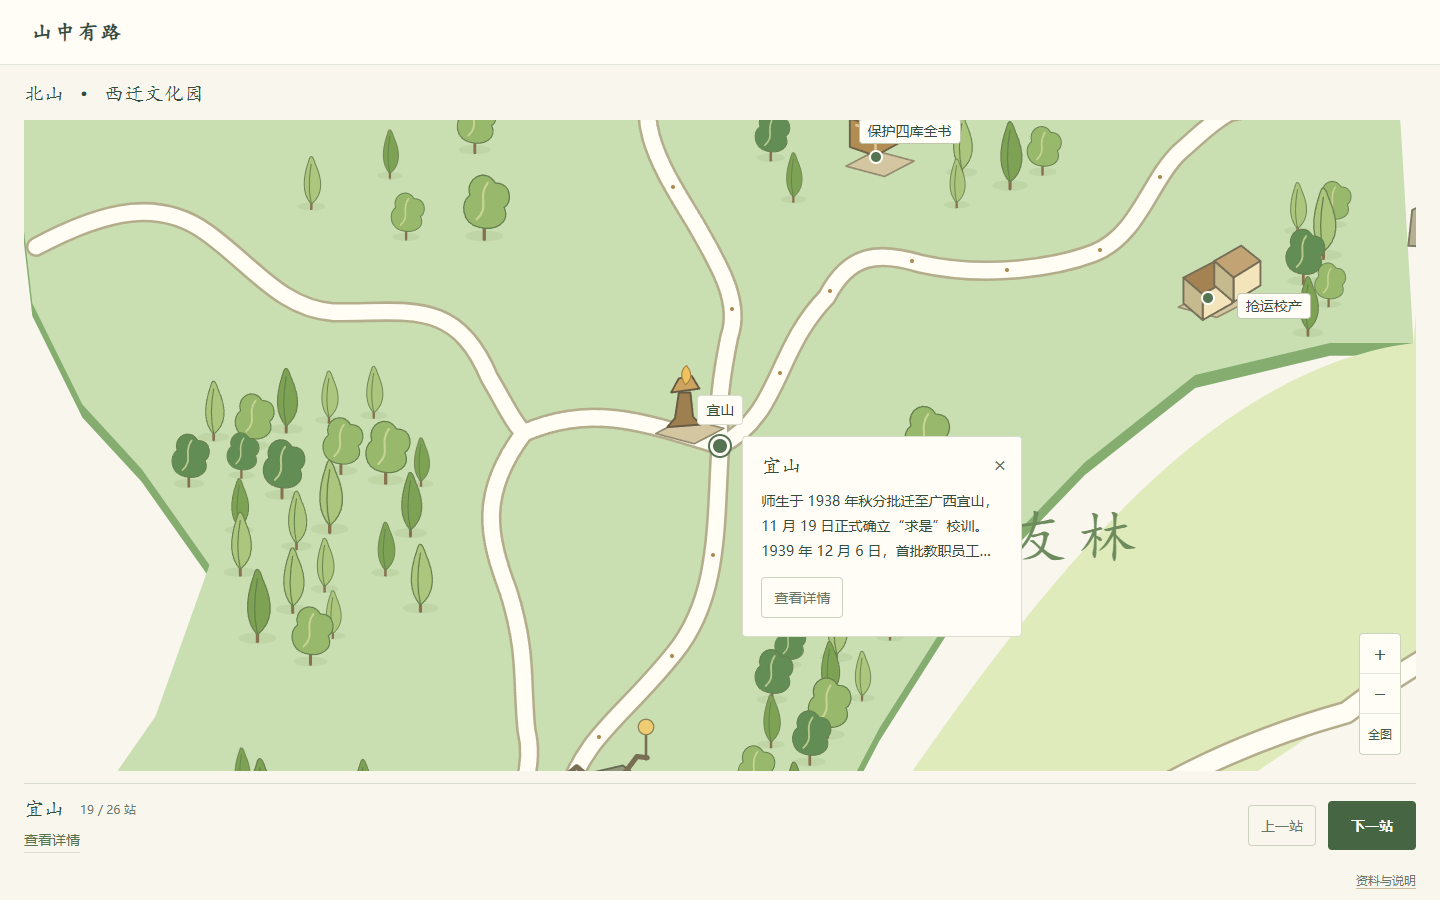 山中有路
北山 • 西迁文化园
保护四库全书
抢运校产
宜山
宜山
×
师生于 1938 年秋分批迁至广西宜山，
11 月 19 日正式确立“求是”校训。
1939 年 12 月 6 日，首批教职员工…
查看详情
友林
+
−
全图
宜山 19 / 26 站
查看详情
上一站
下一站
资料与说明